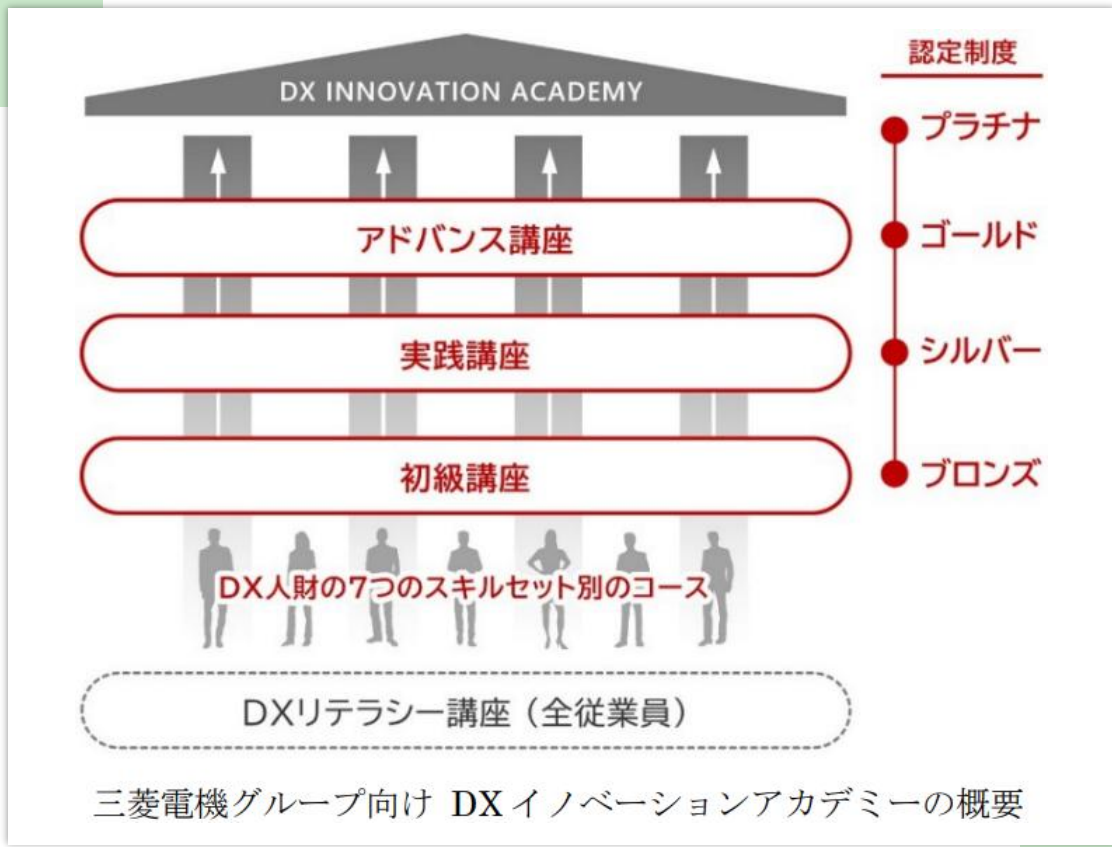 DX INNOVATION ACADEMY
認定制度
プラチナ
アドバンス講座
ゴールド
実践講座
シルバー
初級講座
ブロンズ
DX人財の7つのスキルセット別のコース
DXリテラシー講座（全従業員）
三菱電機グループ向け DX イノベーションアカデミーの概要